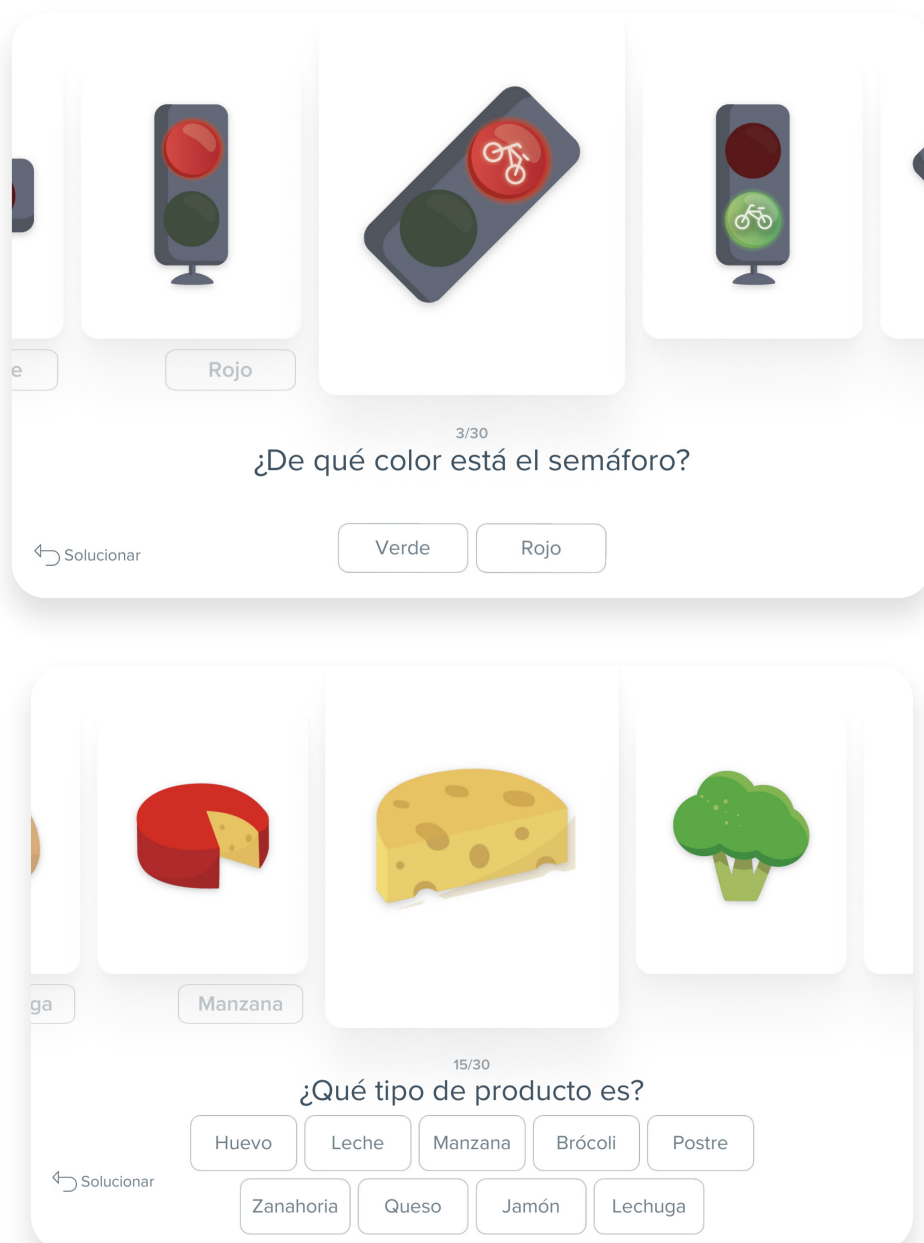 Rojo
3/30
¿De qué color está el semáforo?
Verde Rojo
Solucionar
Manzana
15/30
¿Qué tipo de producto es?
Huevo Leche Manzana Brócoli Postre
Solucionar
Zanahoria Queso Jamón Lechuga